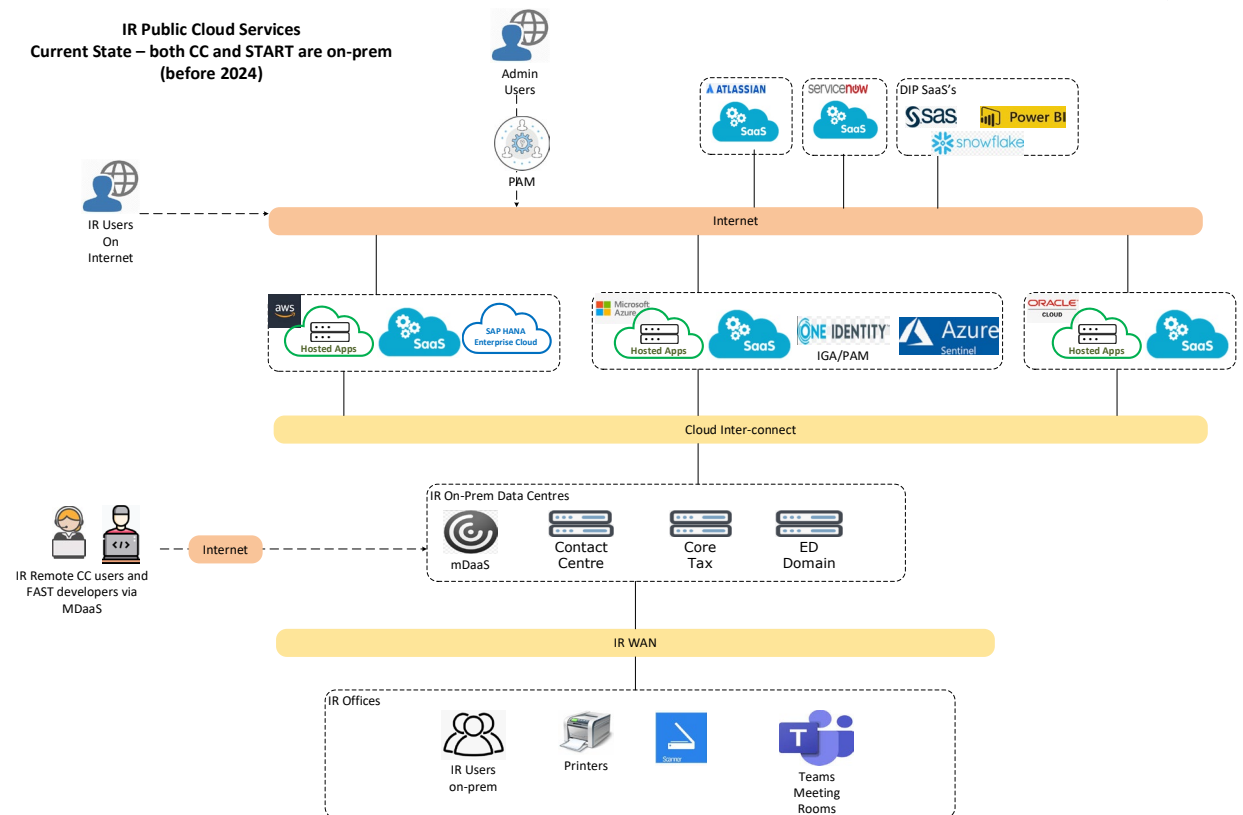 IR Public Cloud Services
Current State – both CC and START are on-prem
(before 2024)
Admin
Users
PAM
IR Users
On
Internet
ATLASSIAN
SaaS
servicenow
SaaS
DIP SaaS's
sas
Power BI
snowflake
Internet
aws
Hosted Apps
SaaS
SAP HANA
Enterprise Cloud
Microsoft
Azure
Hosted Apps
SaaS
ONE IDENTITY
IGA/PAM
Azure
Sentinel
ORACLE
CLOUD
Hosted Apps
SaaS
Cloud Inter-connect
IR On-Prem Data Centres
mDaaS
Contact
Centre
Core
Tax
ED
Domain
</>
Internet
IR Remote CC users and
FAST developers via
MDaaS
IR WAN
IR Offices
IR Users
on-prem
Printers
Scanner
T
Teams
Meeting
Rooms